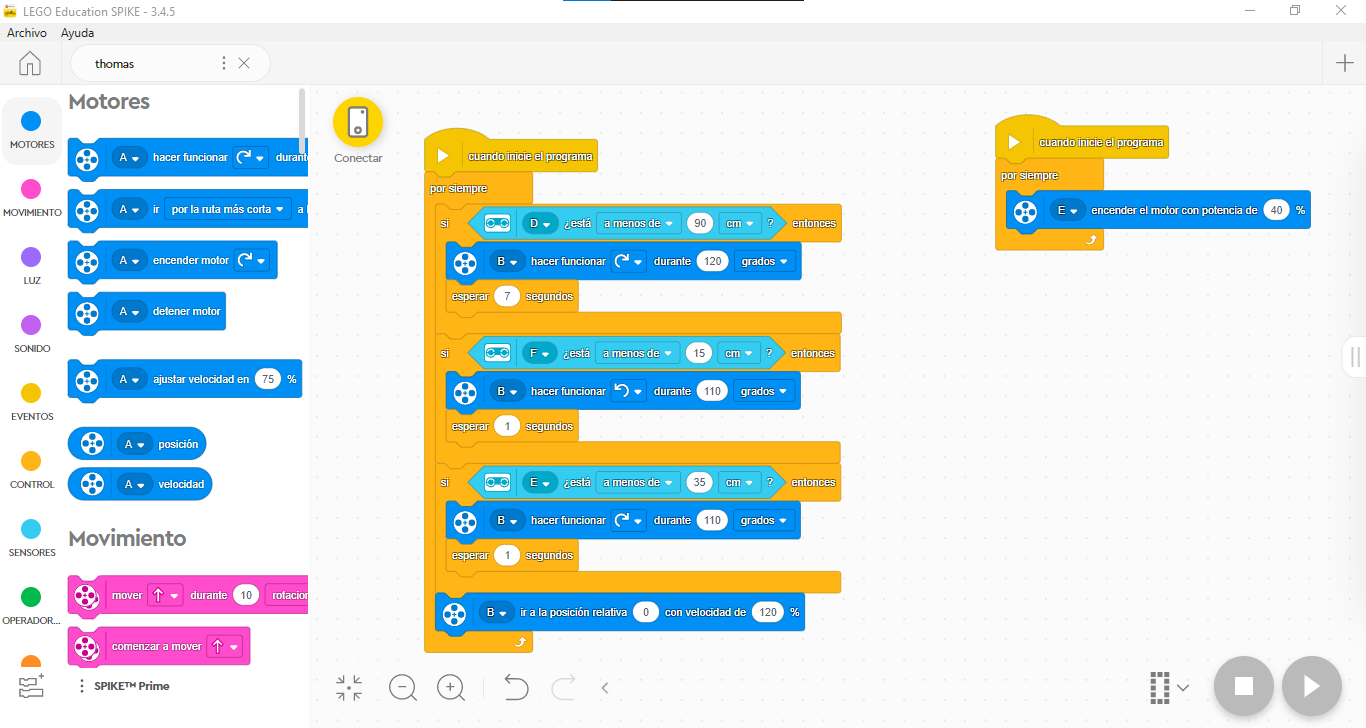 LEGO Education SPIKE - 3.4.5
Archivo Ayuda
thomas
MOTORES
MOVIMIENTO
LUZ
SONIDO
EVENTOS
CONTROL
SENSORES
OPERADOR...
Motores
A hacer funcionar durant
A ir por la ruta más corta a l
A encender motor
A detener motor
A ajustar velocidad en 75 %
A posición
A velocidad
Movimiento
mover durante 10 rotacion
comenzar a mover
SPIKE™ Prime
Conectar
cuando inicie el programa
por siempre
si D ¿está a menos de 90 cm ? entonces
B hacer funcionar durante 120 grados
esperar 7 segundos
si F ¿está a menos de 15 cm ? entonces
B hacer funcionar durante 110 grados
esperar 1 segundos
si E ¿está a menos de 35 cm ? entonces
B hacer funcionar durante 110 grados
esperar 1 segundos
B ir a la posición relativa 0 con velocidad de 120 %
cuando inicie el programa
por siempre
E encender el motor con potencia de 40 %